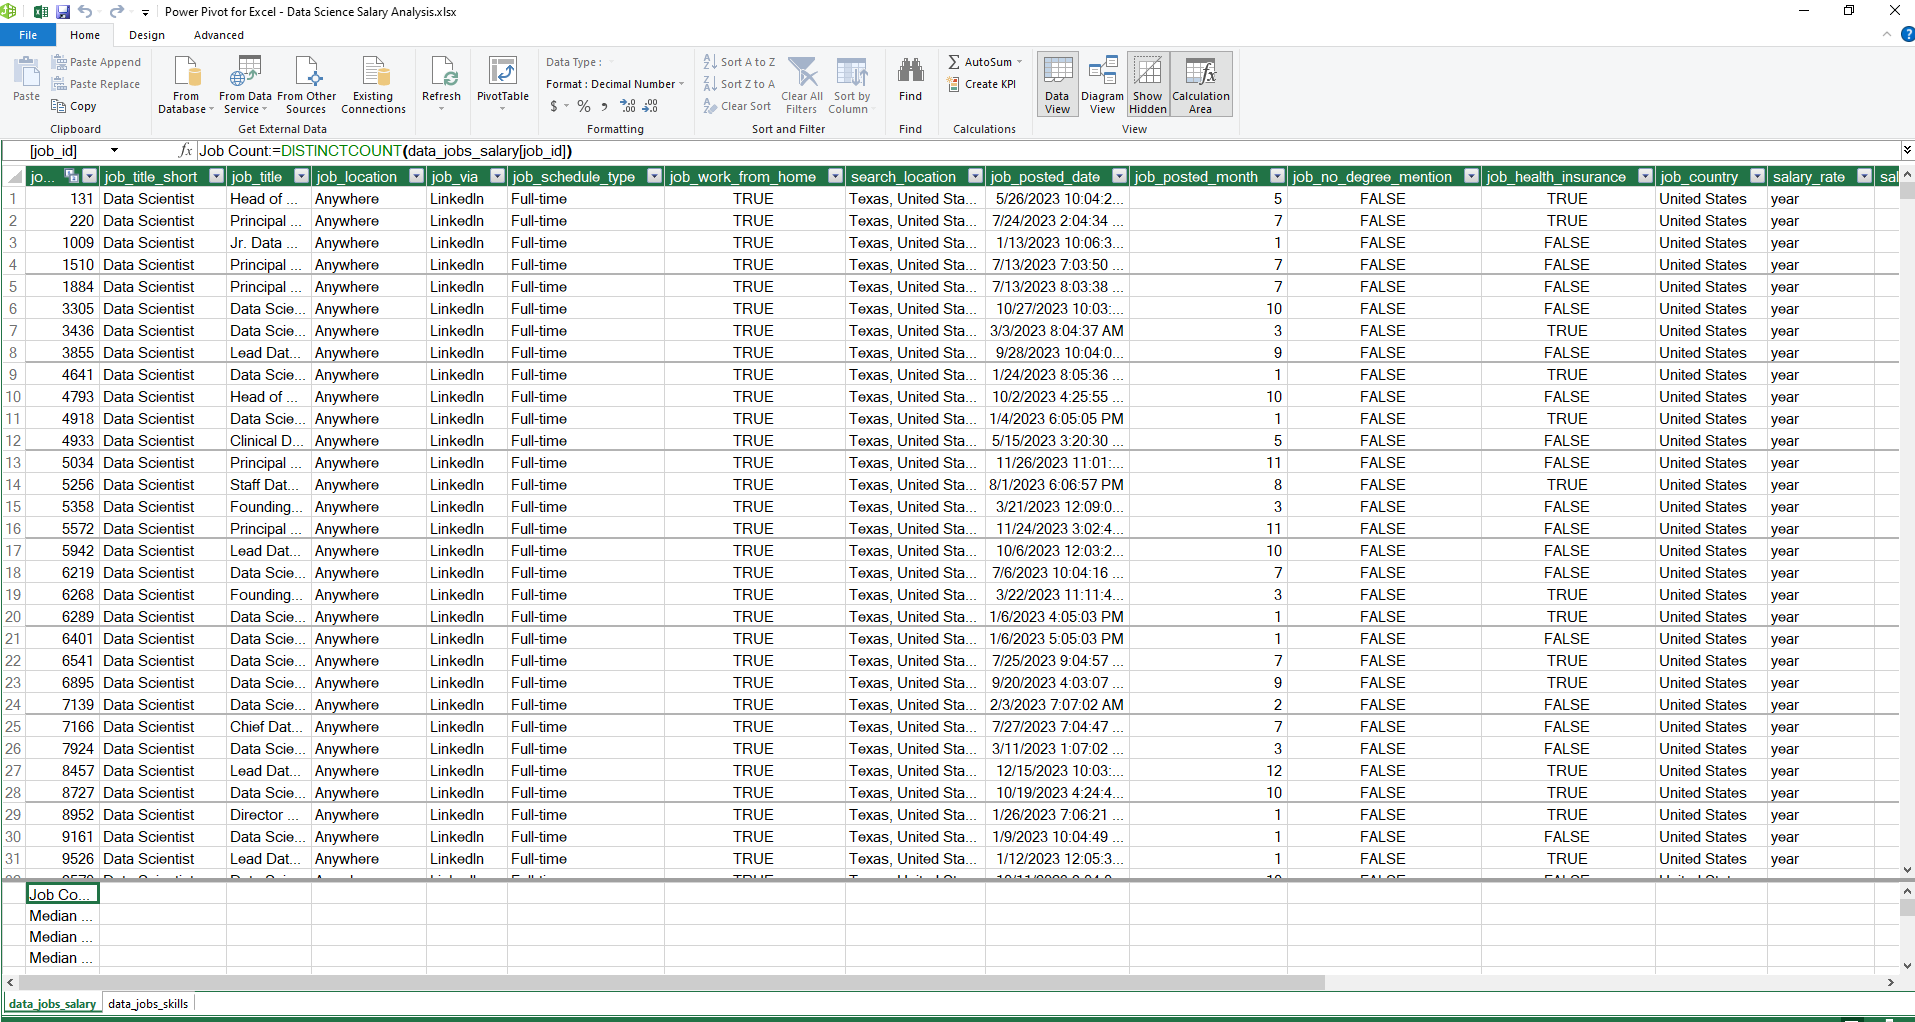 Power Pivot for Excel - Data Science Salary Analysis.xlsx
File Home Design Advanced
Paste
Paste Append
Paste Replace
Copy
Clipboard
From Database
From Data Service
From Other Sources
Existing Connections
Get External Data
Refresh
PivotTable
Data Type :
Format : Decimal Number
$ % , .00 .00
Formatting
Sort A to Z
Sort Z to A
Clear Sort
Clear All Filters
Sort by Column
Sort and Filter
Find
Find
AutoSum
Create KPI
Calculations
Data View
Diagram View
Show Hidden
Calculation Area
View
[job_id] fx Job Count:=DISTINCTCOUNT(data_jobs_salary[job_id])
jo... job_title_short job_title job_location job_via job_schedule_type job_work_from_home search_location job_posted_date job_posted_month job_no_degree_mention job_health_insurance job_country salary_rate sal
1 131 Data Scientist Head of ... Anywhere LinkedIn Full-time TRUE Texas, United Sta... 5/26/2023 10:04:2... 5 FALSE TRUE United States year
2 220 Data Scientist Principal ... Anywhere LinkedIn Full-time TRUE Texas, United Sta... 7/24/2023 2:04:34 ... 7 FALSE TRUE United States year
3 1009 Data Scientist Jr. Data ... Anywhere LinkedIn Full-time TRUE Texas, United Sta... 1/13/2023 10:06:3... 1 FALSE FALSE United States year
4 1510 Data Scientist Principal ... Anywhere LinkedIn Full-time TRUE Texas, United Sta... 7/13/2023 7:03:50 ... 7 FALSE FALSE United States year
5 1884 Data Scientist Principal ... Anywhere LinkedIn Full-time TRUE Texas, United Sta... 7/13/2023 8:03:38 ... 7 FALSE FALSE United States year
6 3305 Data Scientist Data Scie... Anywhere LinkedIn Full-time TRUE Texas, United Sta... 10/27/2023 10:03:... 10 FALSE FALSE United States year
7 3436 Data Scientist Data Scie... Anywhere LinkedIn Full-time TRUE Texas, United Sta... 3/3/2023 8:04:37 AM 3 FALSE TRUE United States year
8 3855 Data Scientist Lead Dat... Anywhere LinkedIn Full-time TRUE Texas, United Sta... 9/28/2023 10:04:0... 9 FALSE FALSE United States year
9 4641 Data Scientist Data Scie... Anywhere LinkedIn Full-time TRUE Texas, United Sta... 1/24/2023 8:05:36 ... 1 FALSE TRUE United States year
10 4793 Data Scientist Head of ... Anywhere LinkedIn Full-time TRUE Texas, United Sta... 10/2/2023 4:25:55 ... 10 FALSE FALSE United States year
11 4918 Data Scientist Data Scie... Anywhere LinkedIn Full-time TRUE Texas, United Sta... 1/4/2023 6:05:05 PM 1 FALSE TRUE United States year
12 4933 Data Scientist Clinical D... Anywhere LinkedIn Full-time TRUE Texas, United Sta... 5/15/2023 3:20:30 ... 5 FALSE FALSE United States year
13 5034 Data Scientist Principal ... Anywhere LinkedIn Full-time TRUE Texas, United Sta... 11/26/2023 11:01:... 11 FALSE FALSE United States year
14 5256 Data Scientist Staff Dat... Anywhere LinkedIn Full-time TRUE Texas, United Sta... 8/1/2023 6:06:57 PM 8 FALSE TRUE United States year
15 5358 Data Scientist Founding... Anywhere LinkedIn Full-time TRUE Texas, United Sta... 3/21/2023 12:09:0... 3 FALSE FALSE United States year
16 5572 Data Scientist Principal ... Anywhere LinkedIn Full-time TRUE Texas, United Sta... 11/24/2023 3:02:4... 11 FALSE FALSE United States year
17 5942 Data Scientist Lead Dat... Anywhere LinkedIn Full-time TRUE Texas, United Sta... 10/6/2023 12:03:2... 10 FALSE FALSE United States year
18 6219 Data Scientist Data Scie... Anywhere LinkedIn Full-time TRUE Texas, United Sta... 7/6/2023 10:04:16 ... 7 FALSE FALSE United States year
19 6268 Data Scientist Founding... Anywhere LinkedIn Full-time TRUE Texas, United Sta... 3/22/2023 11:11:4... 3 FALSE TRUE United States year
20 6289 Data Scientist Data Scie... Anywhere LinkedIn Full-time TRUE Texas, United Sta... 1/6/2023 4:05:03 PM 1 FALSE TRUE United States year
21 6401 Data Scientist Data Scie... Anywhere LinkedIn Full-time TRUE Texas, United Sta... 1/6/2023 5:05:03 PM 1 FALSE FALSE United States year
22 6541 Data Scientist Data Scie... Anywhere LinkedIn Full-time TRUE Texas, United Sta... 7/25/2023 9:04:57 ... 7 FALSE TRUE United States year
23 6895 Data Scientist Data Scie... Anywhere LinkedIn Full-time TRUE Texas, United Sta... 9/20/2023 4:03:07 ... 9 FALSE TRUE United States year
24 7139 Data Scientist Data Scie... Anywhere LinkedIn Full-time TRUE Texas, United Sta... 2/3/2023 7:07:02 AM 2 FALSE FALSE United States year
25 7166 Data Scientist Chief Dat... Anywhere LinkedIn Full-time TRUE Texas, United Sta... 7/27/2023 7:04:47 ... 7 FALSE FALSE United States year
26 7924 Data Scientist Data Scie... Anywhere LinkedIn Full-time TRUE Texas, United Sta... 3/11/2023 1:07:02 ... 3 FALSE FALSE United States year
27 8457 Data Scientist Lead Dat... Anywhere LinkedIn Full-time TRUE Texas, United Sta... 12/15/2023 10:03:... 12 FALSE TRUE United States year
28 8727 Data Scientist Data Scie... Anywhere LinkedIn Full-time TRUE Texas, United Sta... 10/19/2023 4:24:4... 10 FALSE TRUE United States year
29 8952 Data Scientist Director ... Anywhere LinkedIn Full-time TRUE Texas, United Sta... 1/26/2023 7:06:21 ... 1 FALSE TRUE United States year
30 9161 Data Scientist Data Scie... Anywhere LinkedIn Full-time TRUE Texas, United Sta... 1/9/2023 10:04:49 ... 1 FALSE FALSE United States year
31 9526 Data Scientist Lead Dat... Anywhere LinkedIn Full-time TRUE Texas, United Sta... 1/12/2023 12:05:3... 1 FALSE TRUE United States year
Job Co...
Median ...
Median ...
Median ...
data_jobs_salary data_jobs_skills